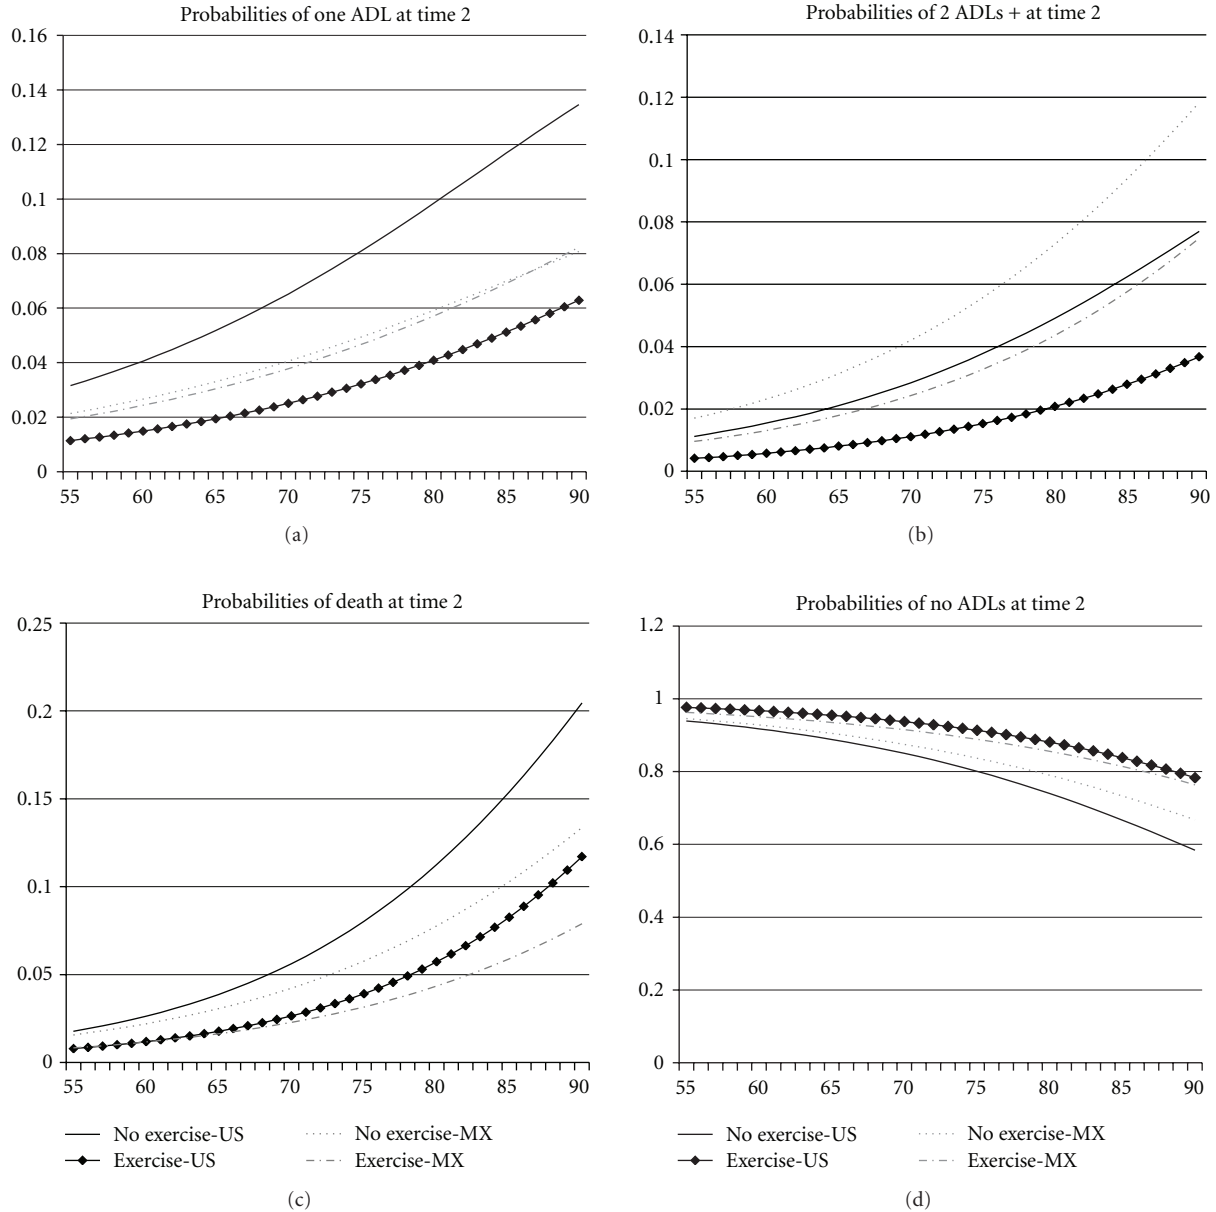 Probabilities of one ADL at time 2
0.16
0.14
0.12
0.1
0.08
0.06
0.04
0.02
0
55 60 65 70 75 80 85 90
(a)
Probabilities of 2 ADLs + at time 2
0.14
0.12
0.1
0.08
0.06
0.04
0.02
0
55 60 65 70 75 80 85 90
(b)
Probabilities of death at time 2
0.25
0.2
0.15
0.1
0.05
0
55 60 65 70 75 80 85 90
No exercise-US No exercise-MX
Exercise-US Exercise-MX
(c)
Probabilities of no ADLs at time 2
1.2
1
0.8
0.6
0.4
0.2
0
55 60 65 70 75 80 85 90
No exercise-US No exercise-MX
Exercise-US Exercise-MX
(d)